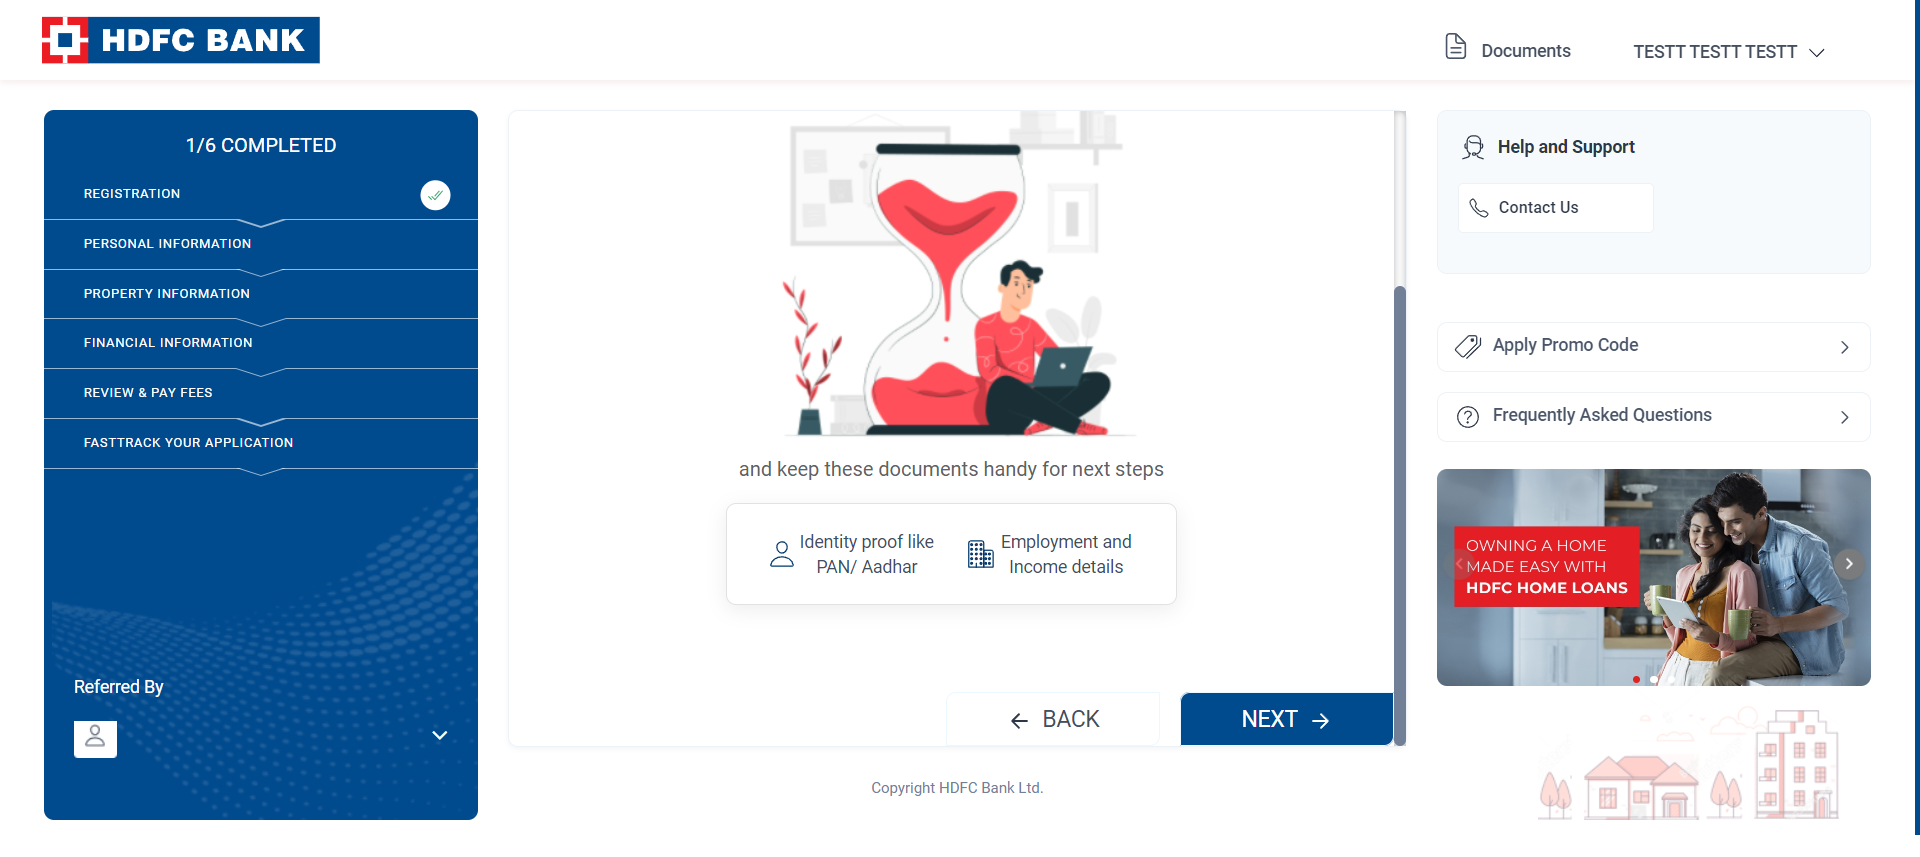 HDFC BANK
Documents
TESTT TESTT TESTT
1/6 COMPLETED
REGISTRATION
PERSONAL INFORMATION
PROPERTY INFORMATION
FINANCIAL INFORMATION
REVIEW & PAY FEES
FASTTRACK YOUR APPLICATION
Referred By
and keep these documents handy for next steps
Identity proof like
PAN/ Aadhar
Employment and
Income details
BACK
NEXT
Copyright HDFC Bank Ltd.
Help and Support
Contact Us
Apply Promo Code
Frequently Asked Questions
OWNING A HOME
MADE EASY WITH
HDFC HOME LOANS